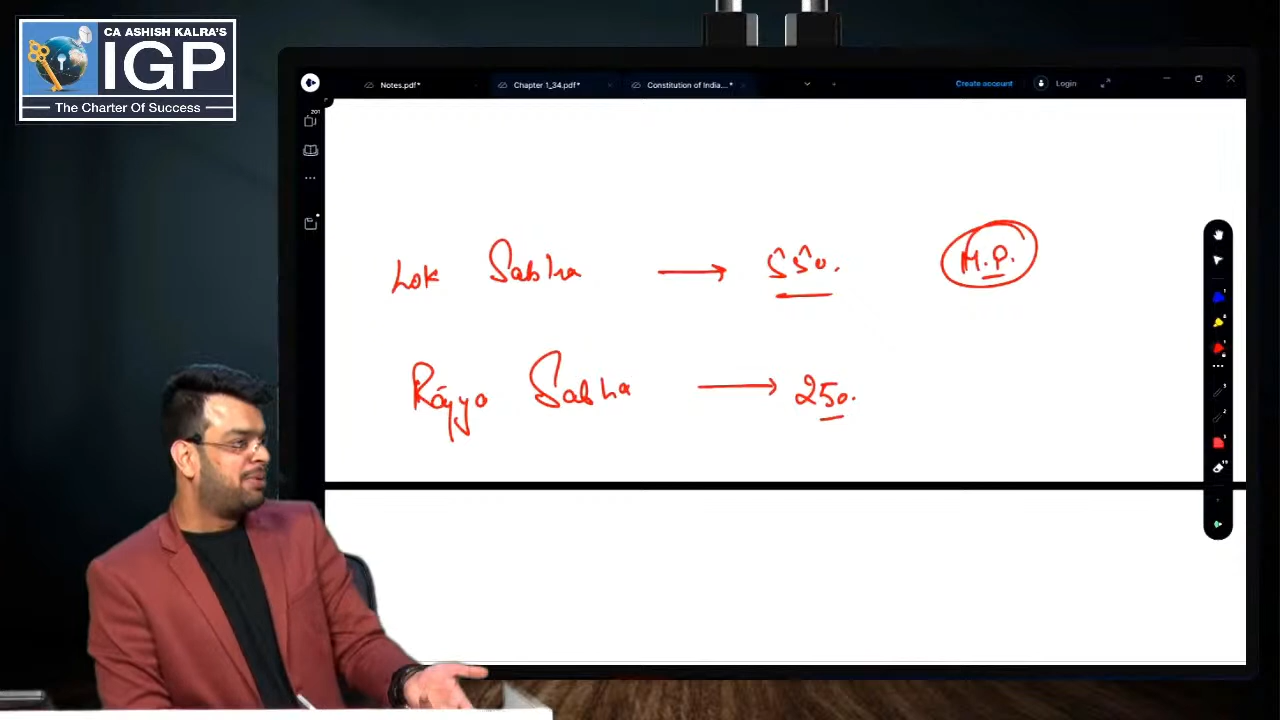 CA ASHISH KALRA'S
IGP
The Charter Of Success
Notes.pdf*
Chapter 1_34.pdf*
Constitution of India....*
Create account
Login
201
Lok Sabha → 550.
M.P.
Rajya Sabha → 250.